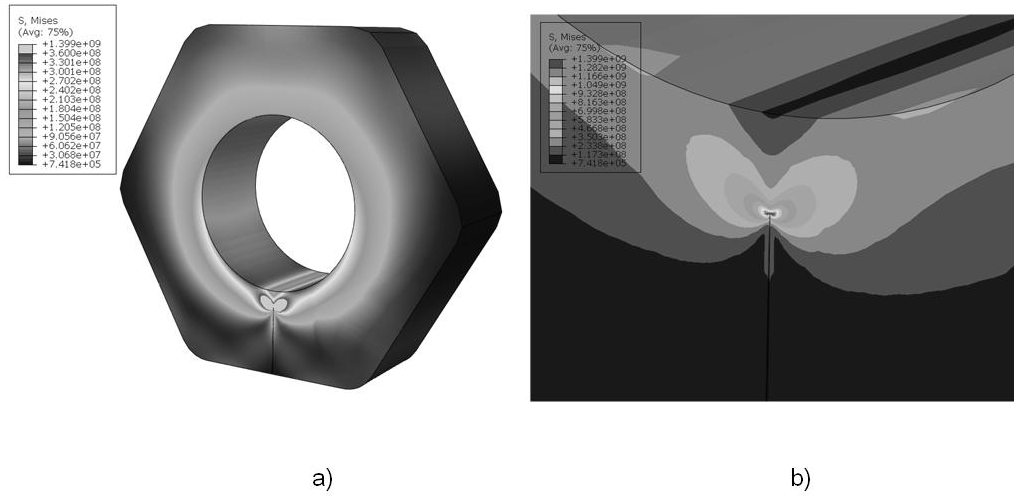 S, Mises
(Avg: 75%)
+1.399e+09
+3.600e+08
+3.301e+08
+3.001e+08
+2.702e+08
+2.402e+08
+2.103e+08
+1.804e+08
+1.504e+08
+1.205e+08
+9.056e+07
+6.062e+07
+3.068e+07
+7.418e+05
S, Mises
(Avg: 75%)
+1.399e+09
+1.282e+09
+1.166e+09
+1.049e+09
+9.328e+08
+8.163e+08
+6.998e+08
+5.833e+08
+4.668e+08
+3.503e+08
+2.338e+08
+1.173e+08
+7.418e+05
a)
b)